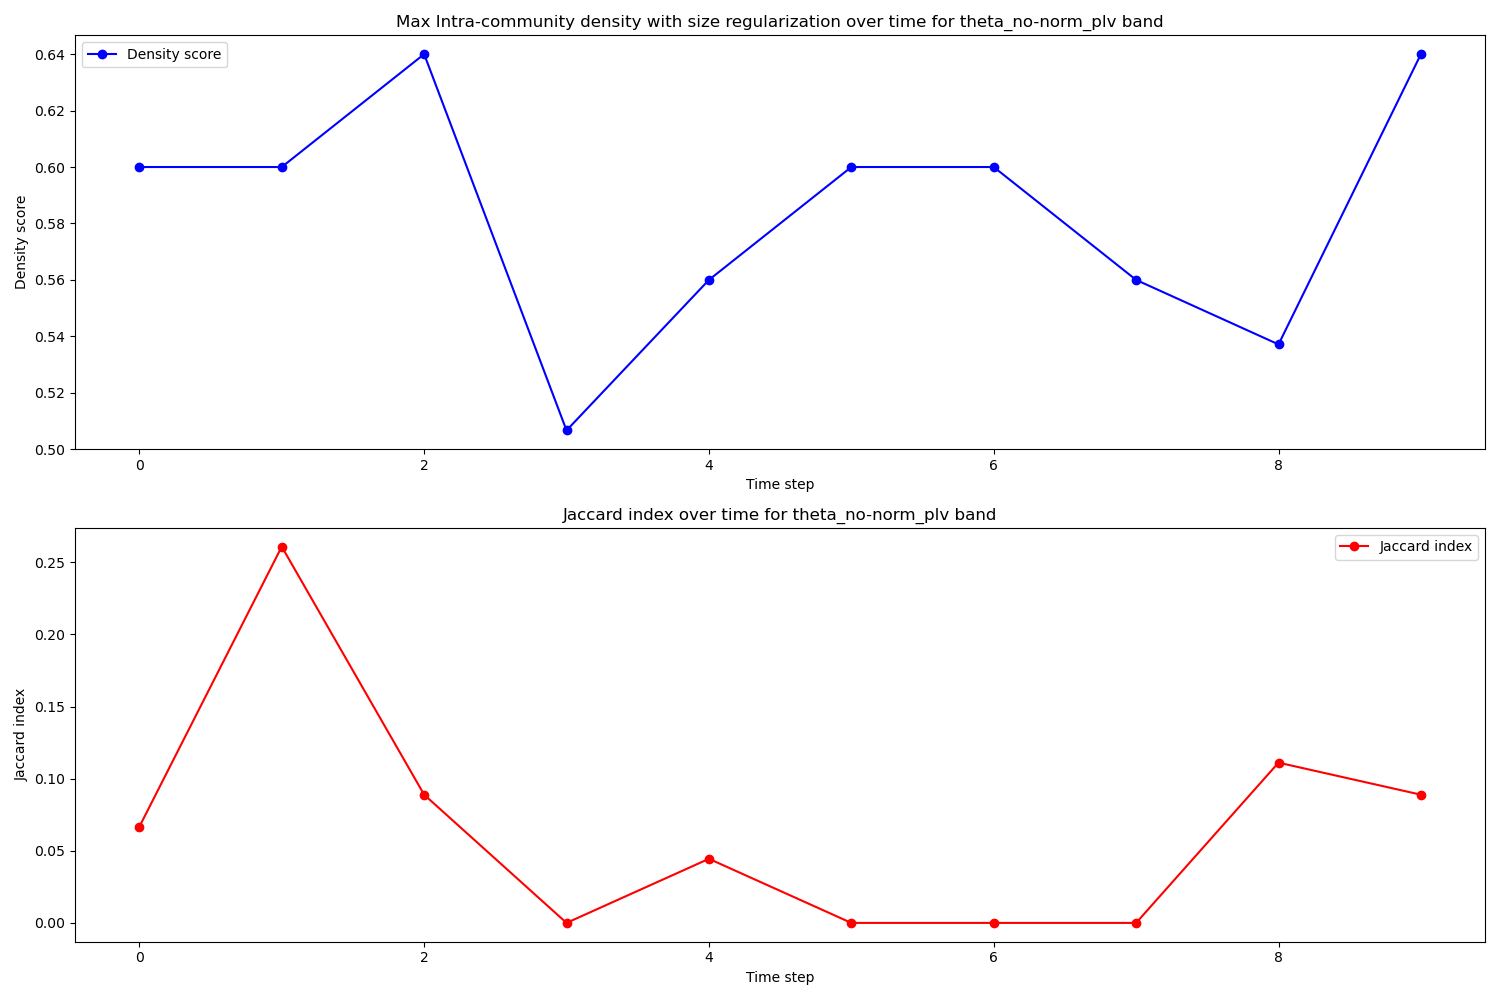 Max Intra-community density with size regularization over time for theta_no-norm_plv band
Density score
0.64
0.62
0.60
0.58
0.56
0.54
0.52
0.50
Density score
0 2 4 6 8
Time step
Jaccard index over time for theta_no-norm_plv band
Jaccard index
0.25
0.20
0.15
0.10
0.05
0.00
Jaccard index
0 2 4 6 8
Time step